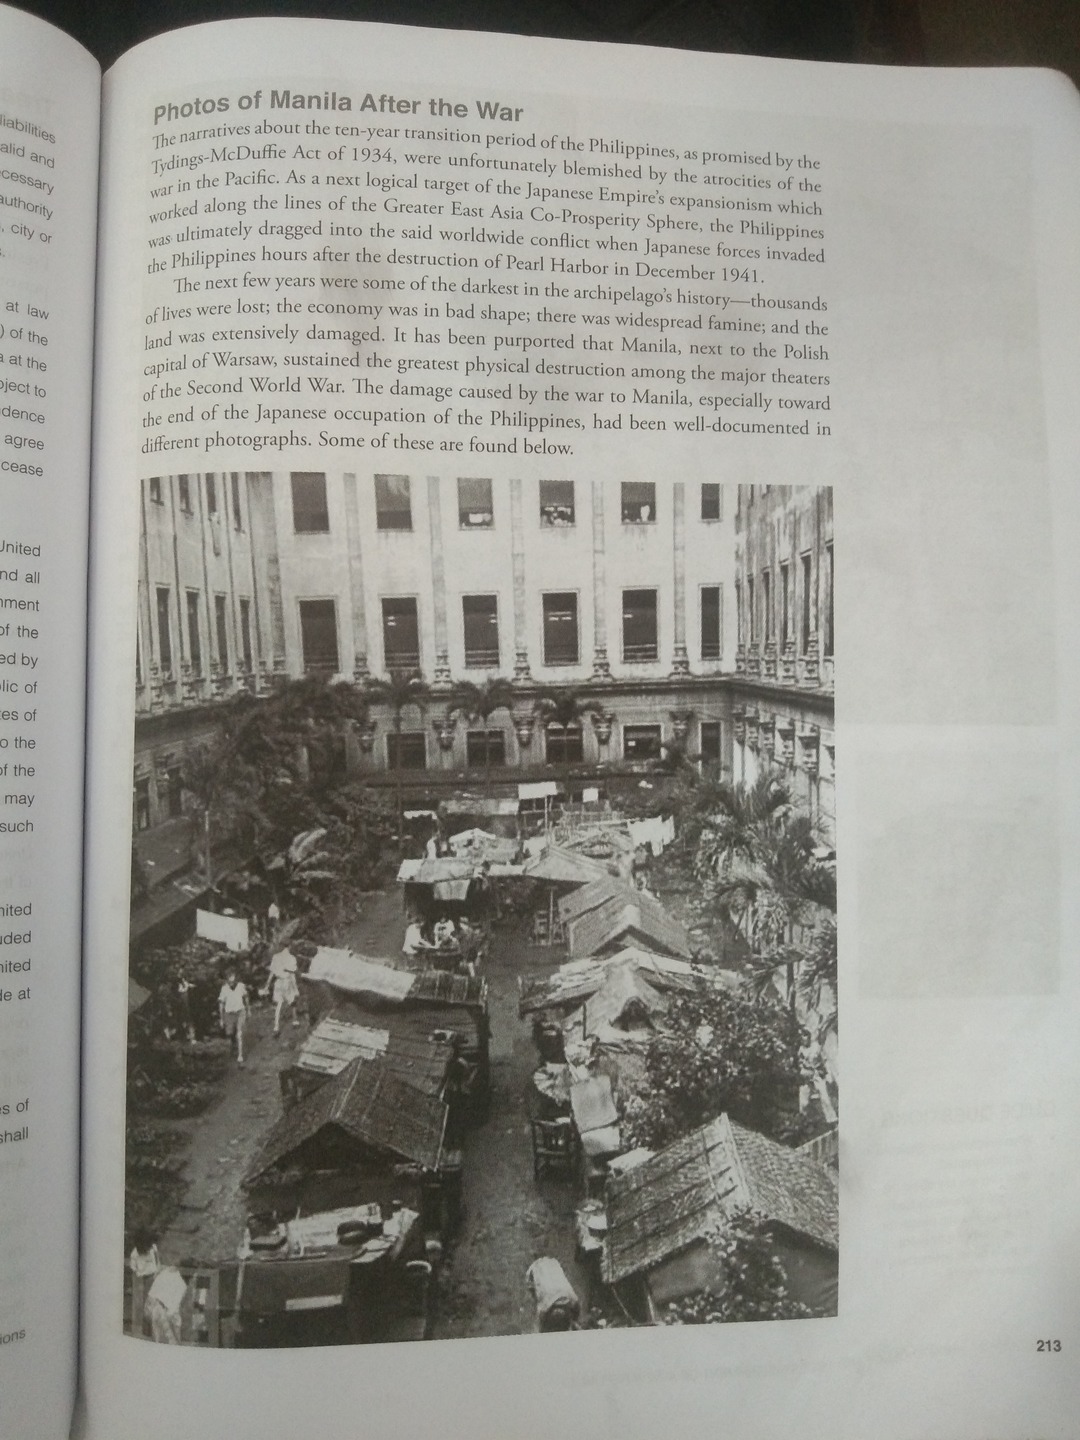 liabilities
alid and
cessary
authority
, city or
s.
at law
) of the
a at the
bject to
dence
agree
cease
United
nd all
nment
of the
ed by
lic of
tes of
o the
of the
may
such
nited
uded
nited
de at
s of
shall
ions
Photos of Manila After the War
The narratives about the ten-year transition period of the Philippines, as promised by the
Tydings-McDuffie Act of 1934, were unfortunately blemished by the atrocities of the
war in the Pacific. As a next logical target of the Japanese Empire's expansionism which
worked along the lines of the Greater East Asia Co-Prosperity Sphere, the Philippines
was ultimately dragged into the said worldwide conflict when Japanese forces invaded
the Philippines hours after the destruction of Pearl Harbor in December 1941.
The next few years were some of the darkest in the archipelago's history—thousands
of lives were lost; the economy was in bad shape; there was widespread famine; and the
land was extensively damaged. It has been purported that Manila, next to the Polish
capital of Warsaw, sustained the greatest physical destruction among the major theaters
of the Second World War. The damage caused by the war to Manila, especially toward
the end of the Japanese occupation of the Philippines, had been well-documented in
different photographs. Some of these are found below.
213